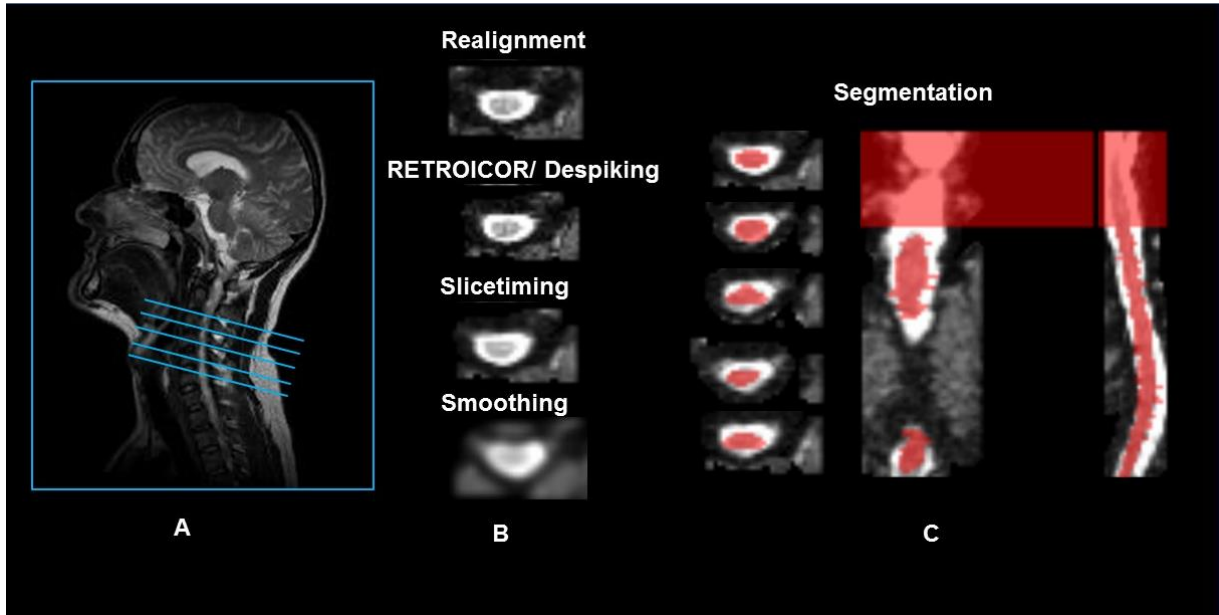 Realignment
RETROICOR/ Despiking
Slicetiming
Smoothing
Segmentation
A
B
C